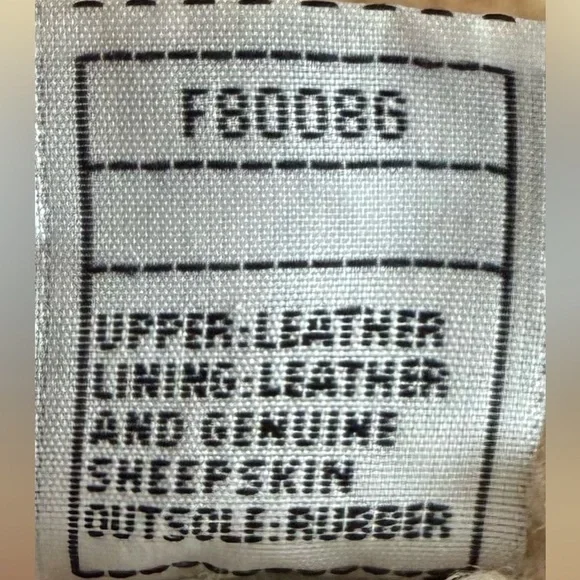 F80086
UPPER:LEATHER
LINING:LEATHER
AND GENUINE
SHEEPSKIN
OUTSOLE:RUBBER